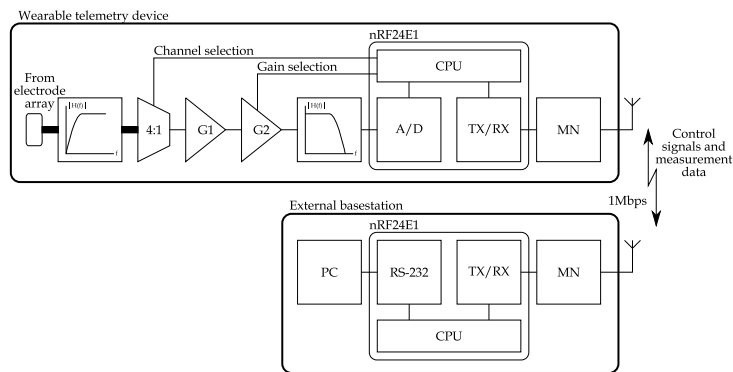 Wearable telemetry device
nRF24E1
Channel selection
CPU
Gain selection
From
electrode
array
|H(f)|
f
4:1
G1
G2
|H(f)|
f
A/D
TX/RX
MN
Control
signals and
measurement
data
1Mbps
External basestation
nRF24E1
PC
RS-232
TX/RX
MN
CPU